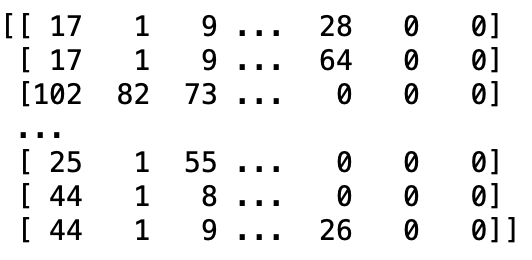 [[ 17   1   9 ...  28   0   0]
 [ 17   1   9 ...  64   0   0]
 [102  82  73 ...   0   0   0]
 ...
 [ 25   1  55 ...   0   0   0]
 [ 44   1   8 ...   0   0   0]
 [ 44   1   9 ...  26   0   0]]